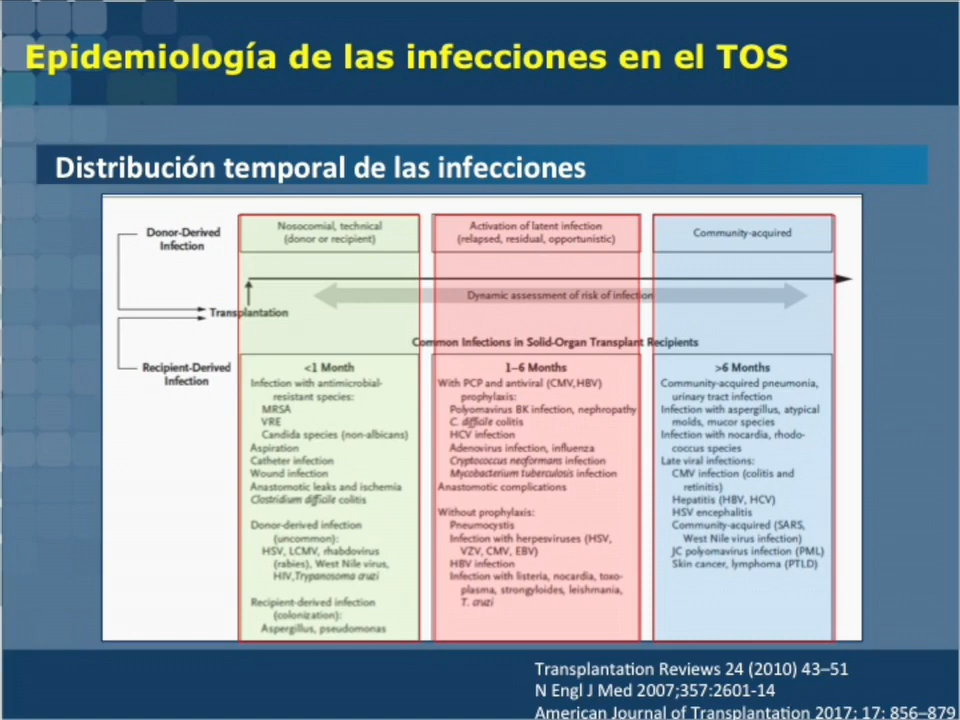 Epidemiología de las infecciones en el TOS
Distribución temporal de las infecciones
Donor-Derived
Infection
Nosocomial, technical
(donor or recipient)
Activation of latent infection
(relapsed, residual, opportunistic)
Community-acquired
Dynamic assessment of risk of infection
Transplantation
Common Infections in Solid-Organ Transplant Recipients
Recipient-Derived
Infection
<1 Month
Infection with antimicrobial-
resistant species:
MRSA
VRE
Candida species (non-albicans)
Aspiration
Catheter infection
Wound infection
Anastomotic leaks and ischemia
Clostridium difficile colitis
Donor-derived infection
(uncommon):
HSV, LCMV, rhabdovirus
(rabies), West Nile virus,
HIV, Trypanosoma cruzi
Recipient-derived infection
(colonization):
Aspergillus, pseudomonas
1–6 Months
With PCP and antiviral (CMV,HBV)
prophylaxis:
Polyomavirus BK infection, nephropathy
C. difficile colitis
HCV infection
Adenovirus infection, influenza
Cryptococcus neoformans infection
Mycobacterium tuberculosis infection
Anastomotic complications
Without prophylaxis:
Pneumocystis
Infection with herpesviruses (HSV,
VZV, CMV, EBV)
HBV infection
Infection with listeria, nocardia, toxo-
plasma, strongyloides, leishmania,
T. cruzi
>6 Months
Community-acquired pneumonia,
urinary tract infection
Infection with aspergillus, atypical
molds, mucor species
Infection with nocardia, rhodo-
coccus species
Late viral infections:
CMV infection (colitis and
retinitis)
Hepatitis (HBV, HCV)
HSV encephalitis
Community-acquired (SARS,
West Nile virus infection)
JC polyomavirus infection (PML)
Skin cancer, lymphoma (PTLD)
Transplantation Reviews 24 (2010) 43–51
N Engl J Med 2007;357:2601-14
American Journal of Transplantation 2017; 17: 856–879